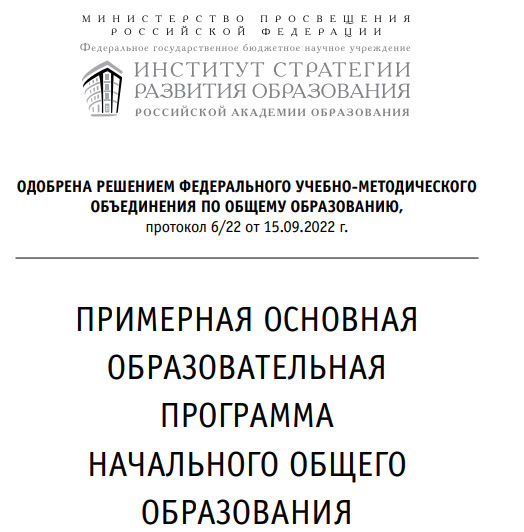 МИНИСТЕРСТВО ПРОСВЕЩЕНИЯ
РОССИЙСКОЙ ФЕДЕРАЦИИ
Федеральное государственное бюджетное научное учреждение
ИНСТИТУТ СТРАТЕГИИ
РАЗВИТИЯ ОБРАЗОВАНИЯ
РОССИЙСКОЙ АКАДЕМИИ ОБРАЗОВАНИЯ
ОДОБРЕНА РЕШЕНИЕМ ФЕДЕРАЛЬНОГО УЧЕБНО-МЕТОДИЧЕСКОГО
ОБЪЕДИНЕНИЯ ПО ОБЩЕМУ ОБРАЗОВАНИЮ,
протокол 6/22 от 15.09.2022 г.
ПРИМЕРНАЯ ОСНОВНАЯ
ОБРАЗОВАТЕЛЬНАЯ
ПРОГРАММА
НАЧАЛЬНОГО ОБЩЕГО
ОБРАЗОВАНИЯ